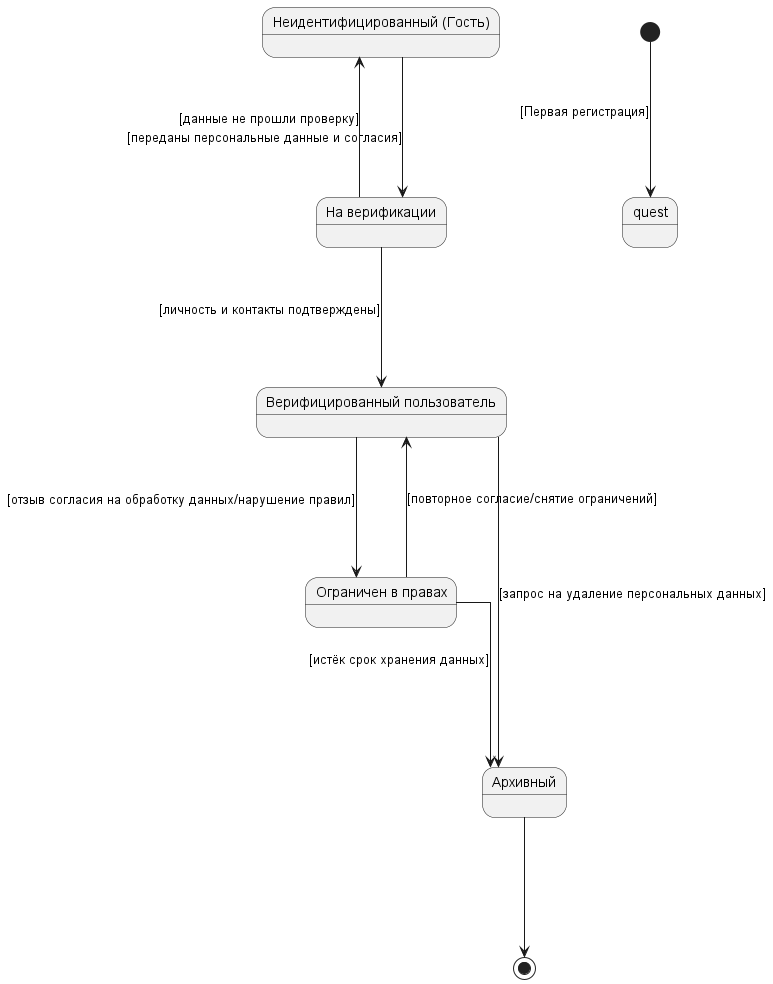 Неидентифицированный (Гость)
[Первая регистрация]
[данные не прошли проверку]
[переданы персональные данные и согласия]
На верификации
quest
[личность и контакты подтверждены]
Верифицированный пользователь
[отзыв согласия на обработку данных/нарушение правил]
[повторное согласие/снятие ограничений]
Ограничен в правах
[запрос на удаление персональных данных]
[истёк срок хранения данных]
Архивный